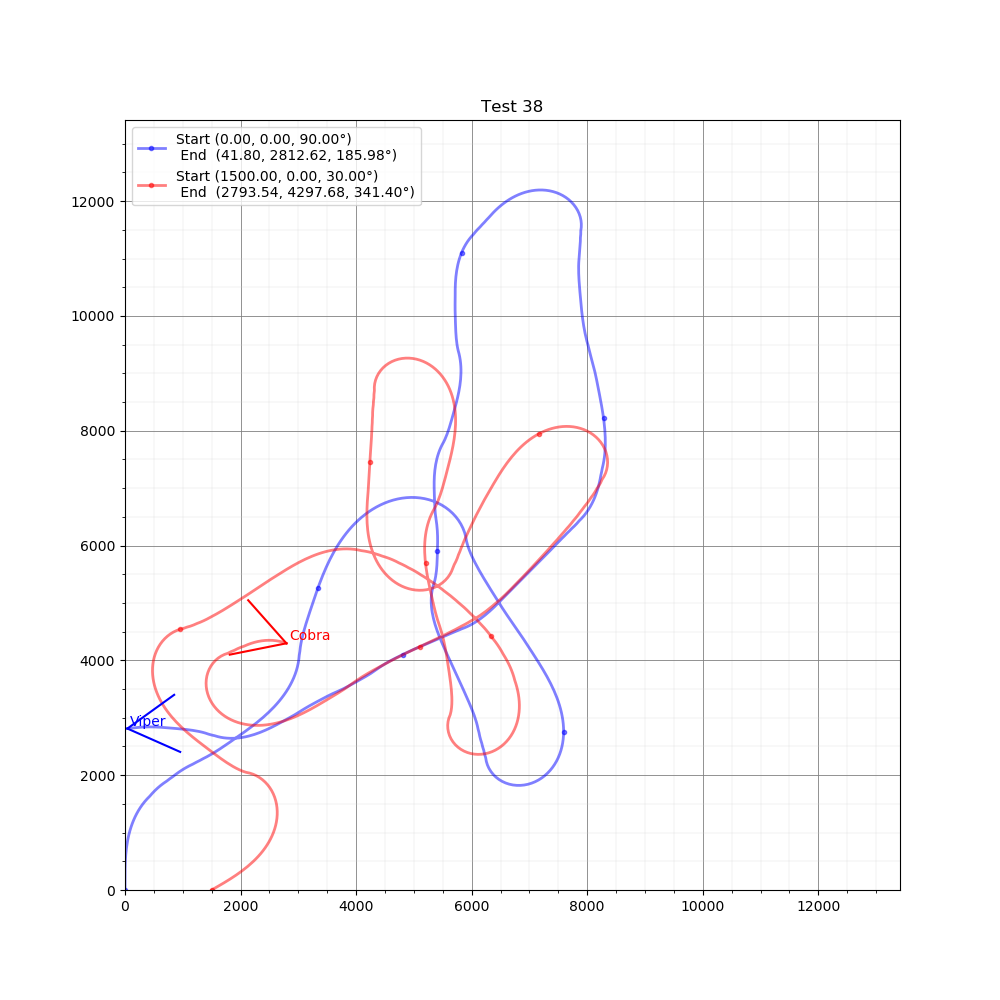 Test 38
Start (0.00, 0.00, 90.00°)
End (41.80, 2812.62, 185.98°)
Start (1500.00, 0.00, 30.00°)
End (2793.54, 4297.68, 341.40°)
12000
10000
8000
6000
4000
2000
0
Cobra
Viper
0 2000 4000 6000 8000 10000 12000